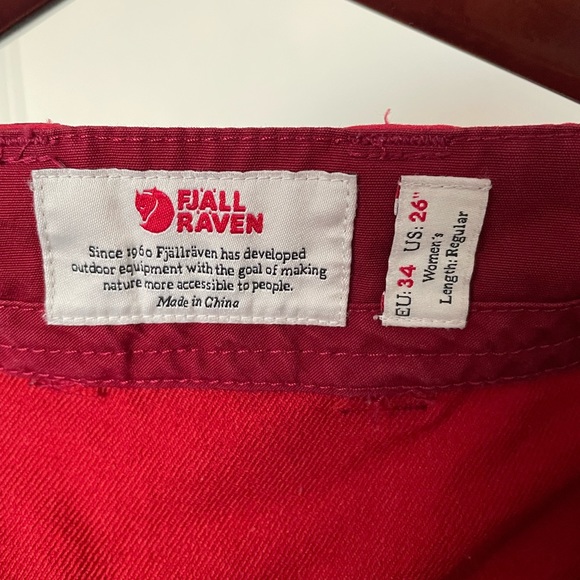 FJÄLL
RÄVEN
Since 1960 Fjällräven has developed
outdoor equipment with the goal of making
nature more accessible to people.
Made in China
EU: 34 US: 26"
Women's
Length: Regular